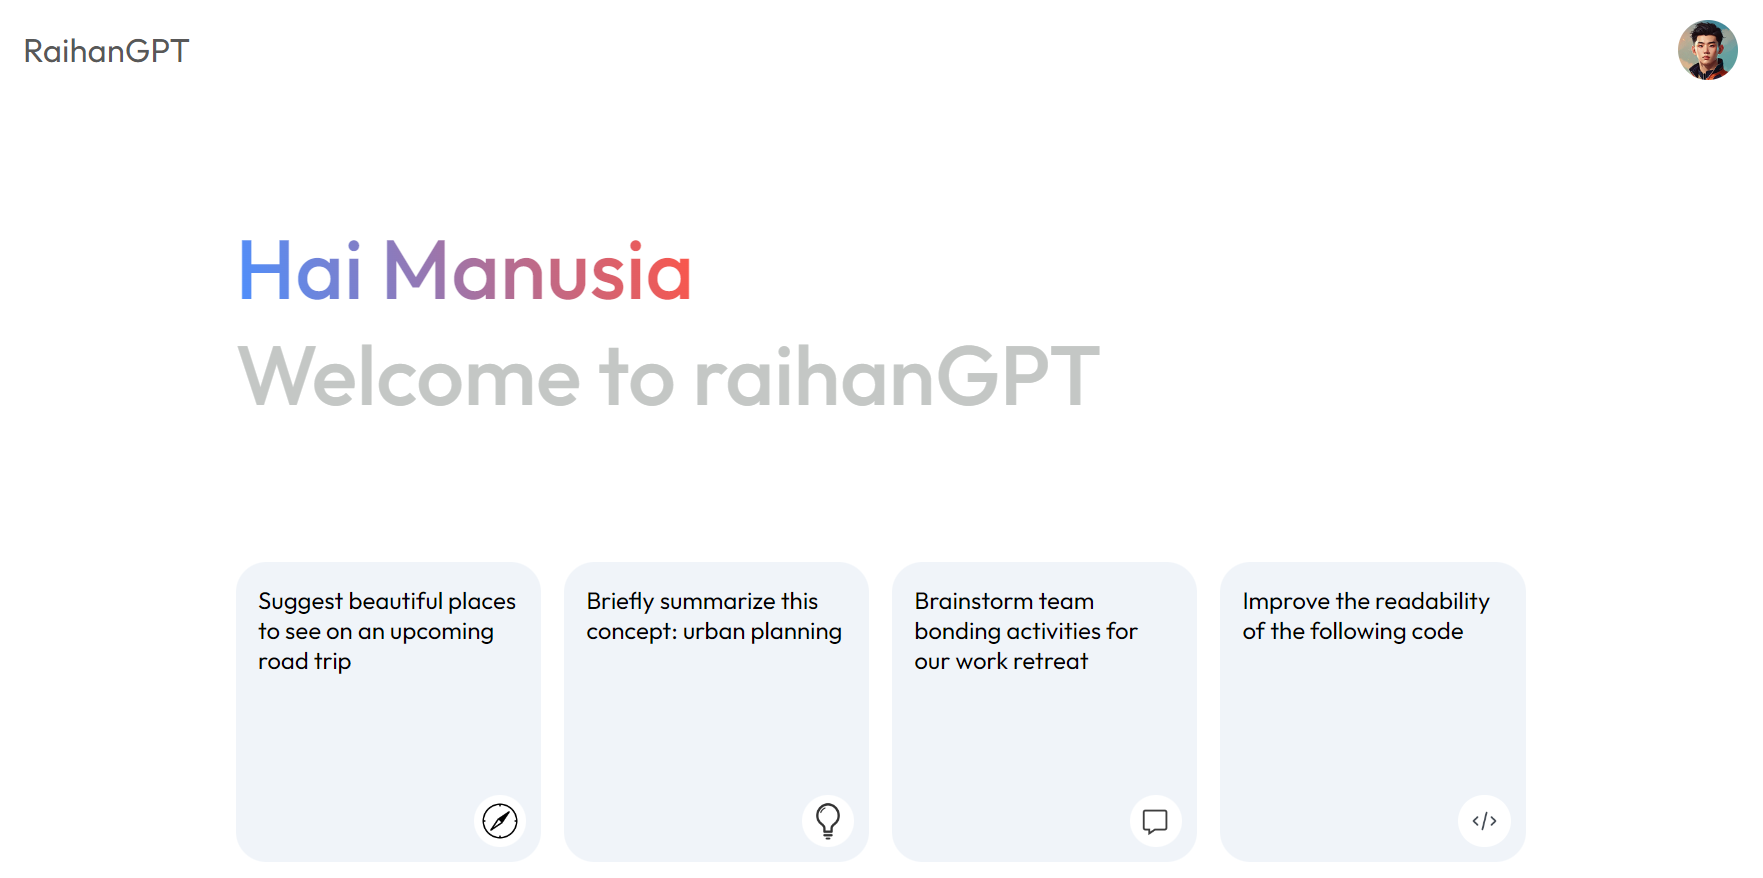 RaihanGPT
Hai Manusia
Welcome to raihanGPT
Suggest beautiful places
to see on an upcoming
road trip
Briefly summarize this
concept: urban planning
Brainstorm team
bonding activities for
our work retreat
Improve the readability
of the following code